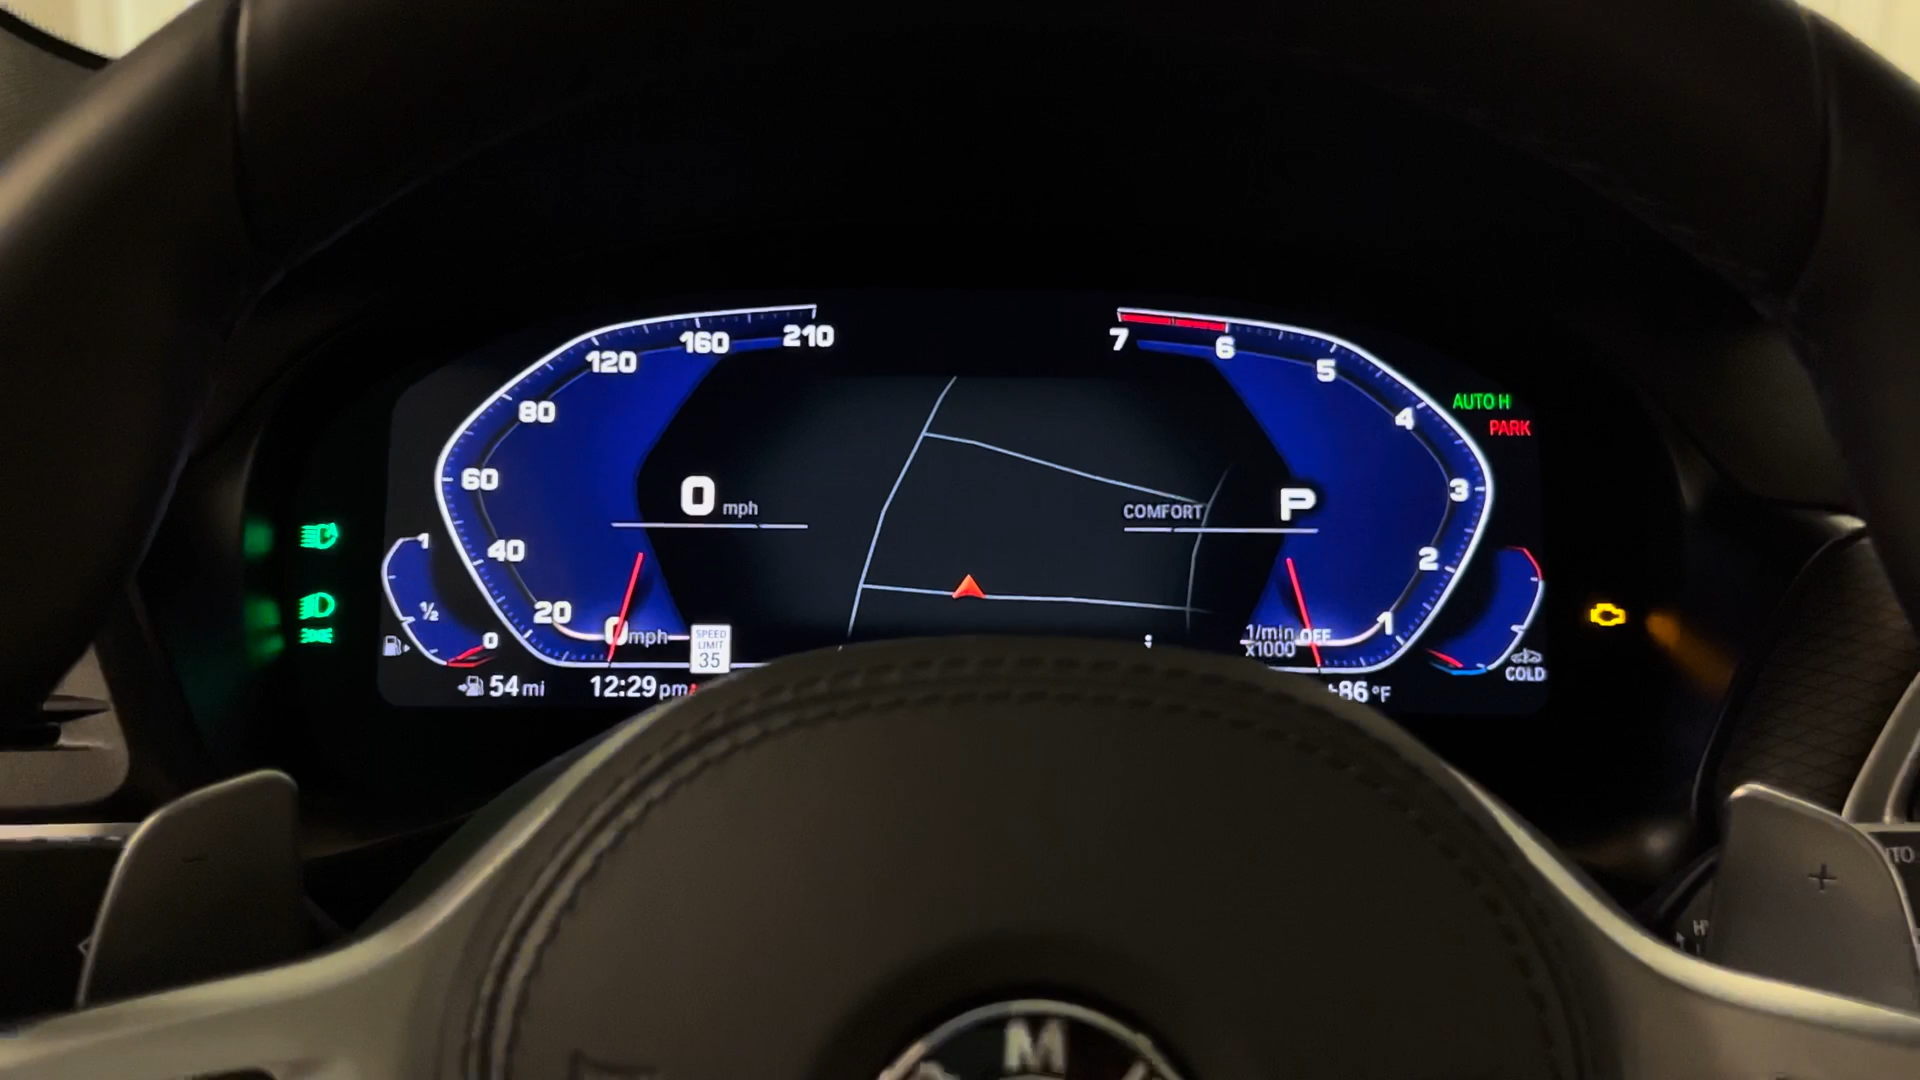 210
160
120
80
60
40
20
0 mph
0 mph
SPEED
LIMIT
35
1
½
0
54 mi
12:29 pm
7
6
5
4
3
2
1
AUTO H
PARK
COMFORT
P
1/min
x1000
OFF
COLD
+86 °F
-
+
M